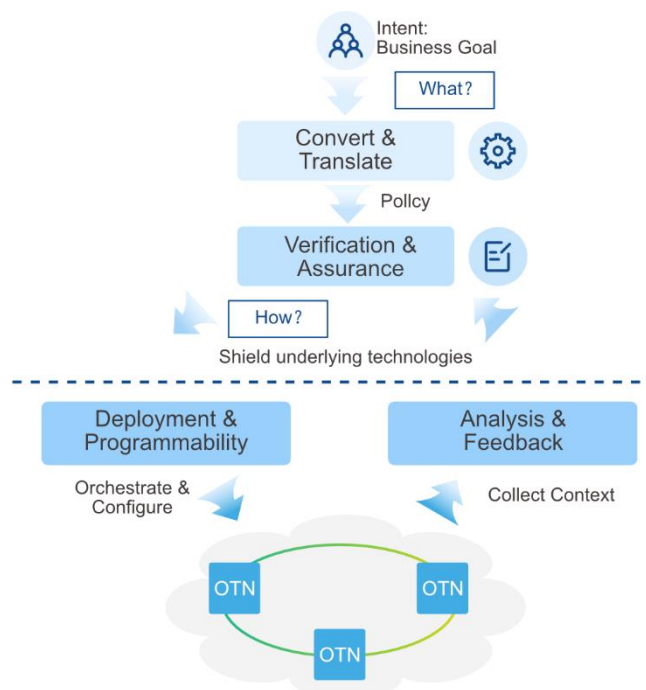 Intent:
Business Goal
What?
Convert &
Translate
Pollcy
Verification &
Assurance
How?
Shield underlying technologies
Deployment &
Programmability
Analysis &
Feedback
Orchestrate &
Configure
Collect Context
OTN
OTN
OTN